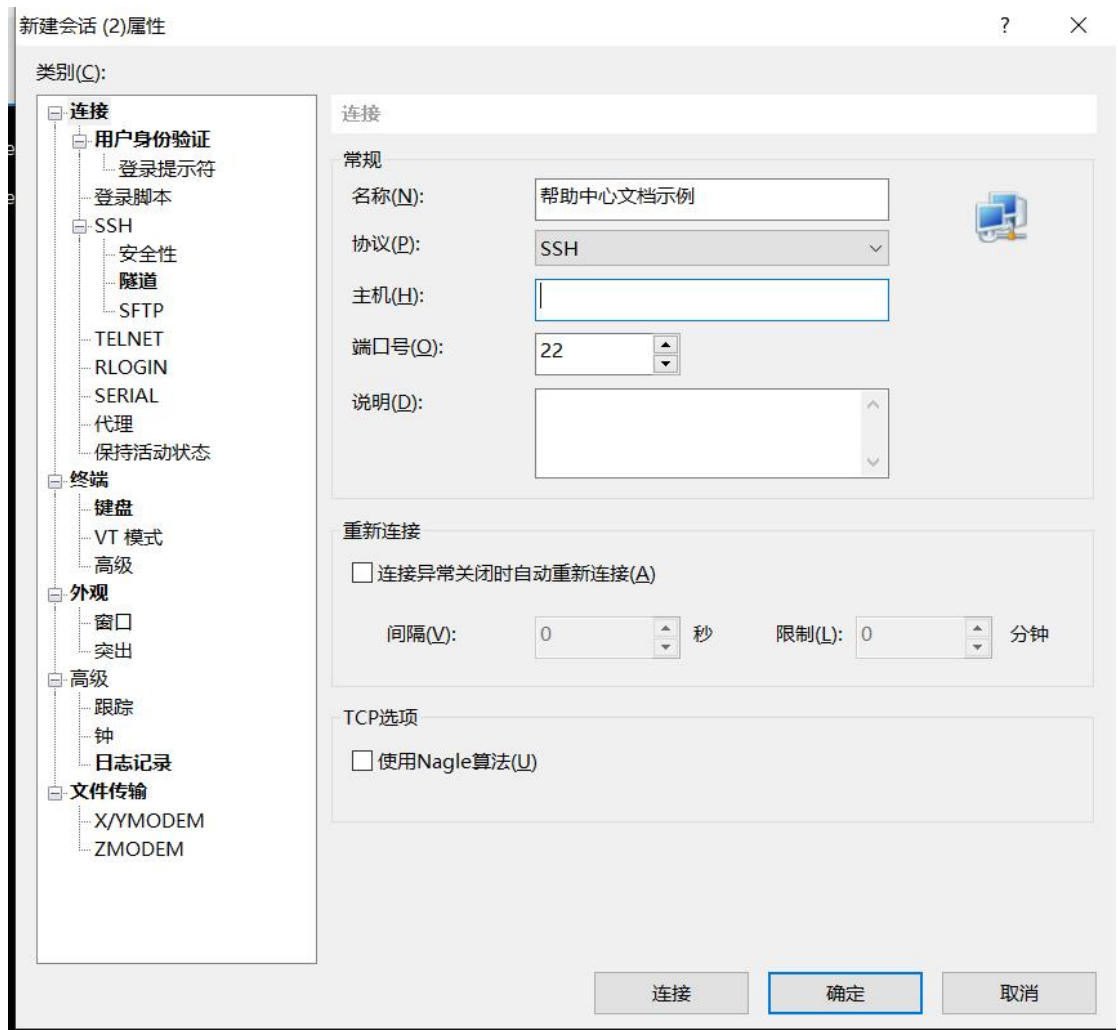 新建会话 (2)属性
?
类别(C):
连接
用户身份验证
登录提示符
登录脚本
SSH
安全性
隧道
SFTP
TELNET
RLOGIN
SERIAL
代理
保持活动状态
终端
键盘
VT 模式
高级
外观
窗口
突出
高级
跟踪
钟
日志记录
文件传输
X/YMODEM
ZMODEM
连接
常规
名称(N): 帮助中心文档示例
协议(P): SSH
主机(H):
端口号(O): 22
说明(D):
重新连接
连接异常关闭时自动重新连接(A)
间隔(V): 0 秒 限制(L): 0 分钟
TCP选项
使用Nagle算法(U)
连接 确定 取消